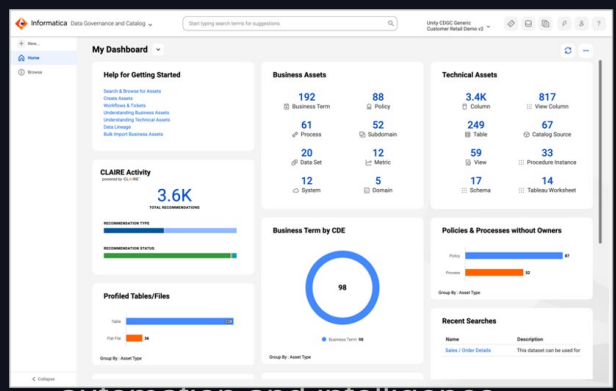 Informatica Data Governance and Catalog
Start typing search terms for suggestions.
Unity CDGC Generic
Customer Retail Demo v2
?
+ New...
Home
Browse
Collapse
My Dashboard
Help for Getting Started
Search & Browse for Assets
Create Assets
Workflows & Tickets
Understanding Business Assets
Understanding Technical Assets
Data Lineage
Bulk Import Business Assets
Business Assets
192 88
Business Term Policy
61 52
Process Subdomain
20 12
Data Set Metric
12 5
System Domain
Technical Assets
3.4K 817
Column View Column
249 67
Table Catalog Source
59 33
View Procedure Instance
17 14
Schema Tableau Worksheet
CLAIRE Activity
powered by CLAIRE
3.6K
TOTAL RECOMMENDATIONS
RECOMMENDATION TYPE
RECOMMENDATION STATUS
Business Term by CDE
98
Business Term: 98
Policies & Processes without Owners
Policy 87
Process 52
Group By : Asset Type
Profiled Tables/Files
Table
Flat File 38
Group By : Asset Type
Group By : Asset Type
Recent Searches
Name Description
Sales / Order Details This dataset can be used for
automation and intelligence